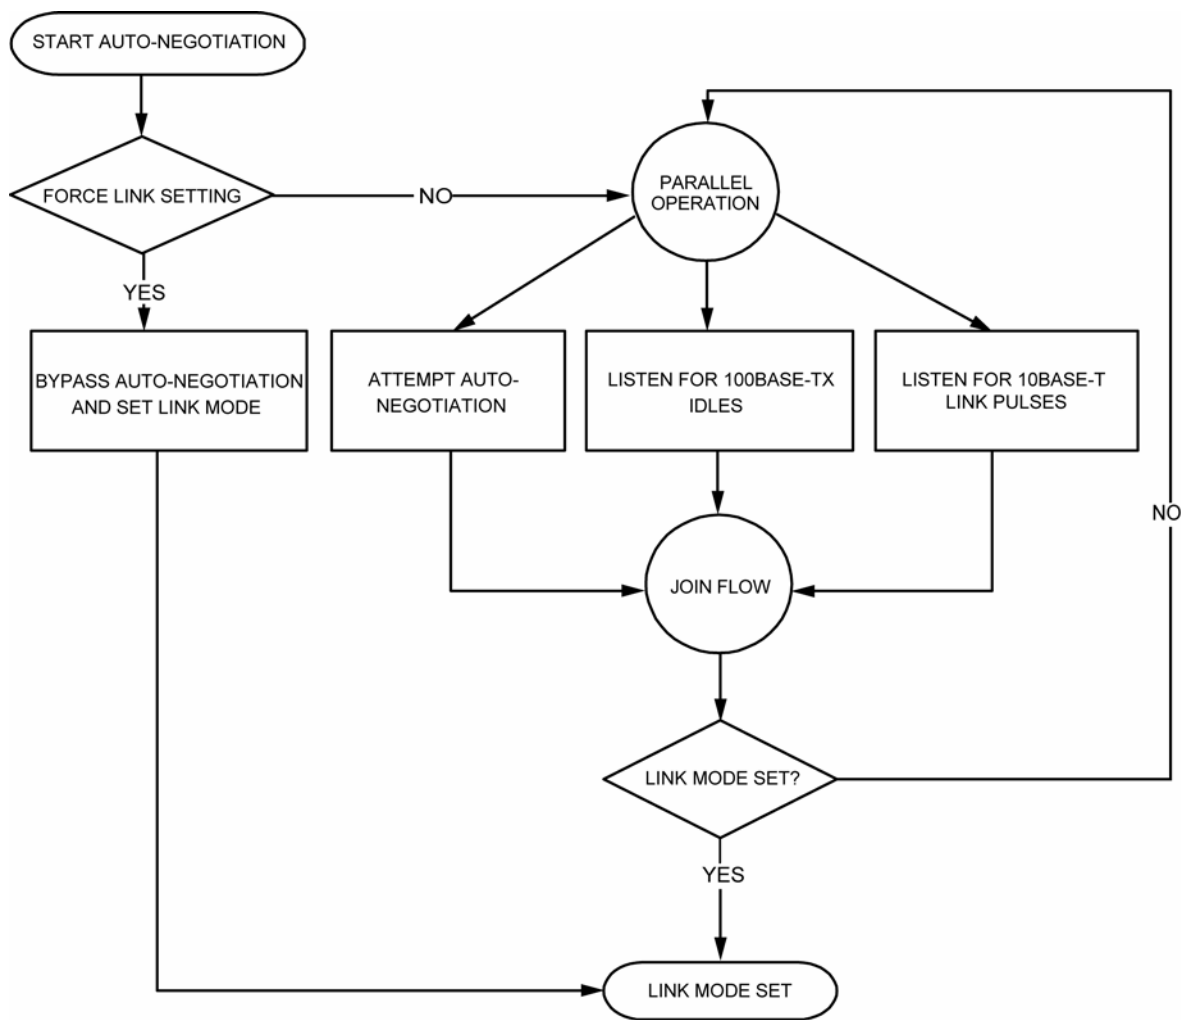 START AUTO-NEGOTIATION
FORCE LINK SETTING
NO
PARALLEL
OPERATION
YES
BYPASS AUTO-NEGOTIATION
AND SET LINK MODE
ATTEMPT AUTO-
NEGOTIATION
LISTEN FOR 100BASE-TX
IDLES
LISTEN FOR 10BASE-T
LINK PULSES
NO
JOIN FLOW
LINK MODE SET?
YES
LINK MODE SET